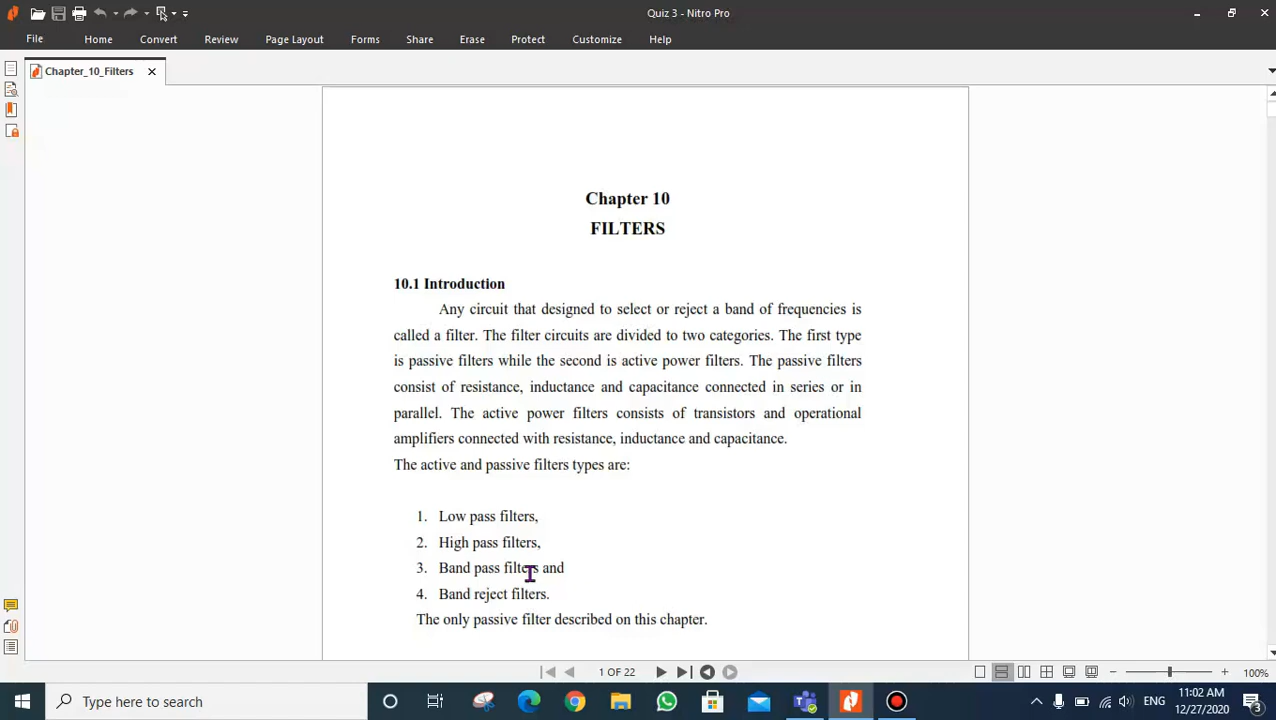 Quiz 3 - Nitro Pro
File Home Convert Review Page Layout Forms Share Erase Protect Customize Help
Chapter_10_Filters
Chapter 10
FILTERS
10.1 Introduction
Any circuit that designed to select or reject a band of frequencies is
called a filter. The filter circuits are divided to two categories. The first type
is passive filters while the second is active power filters. The passive filters
consist of resistance, inductance and capacitance connected in series or in
parallel. The active power filters consists of transistors and operational
amplifiers connected with resistance, inductance and capacitance.
The active and passive filters types are:
1. Low pass filters,
2. High pass filters,
3. Band pass filters and
4. Band reject filters.
The only passive filter described on this chapter.
1 OF 22
100%
Type here to search
ENG
11:02 AM
12/27/2020
3